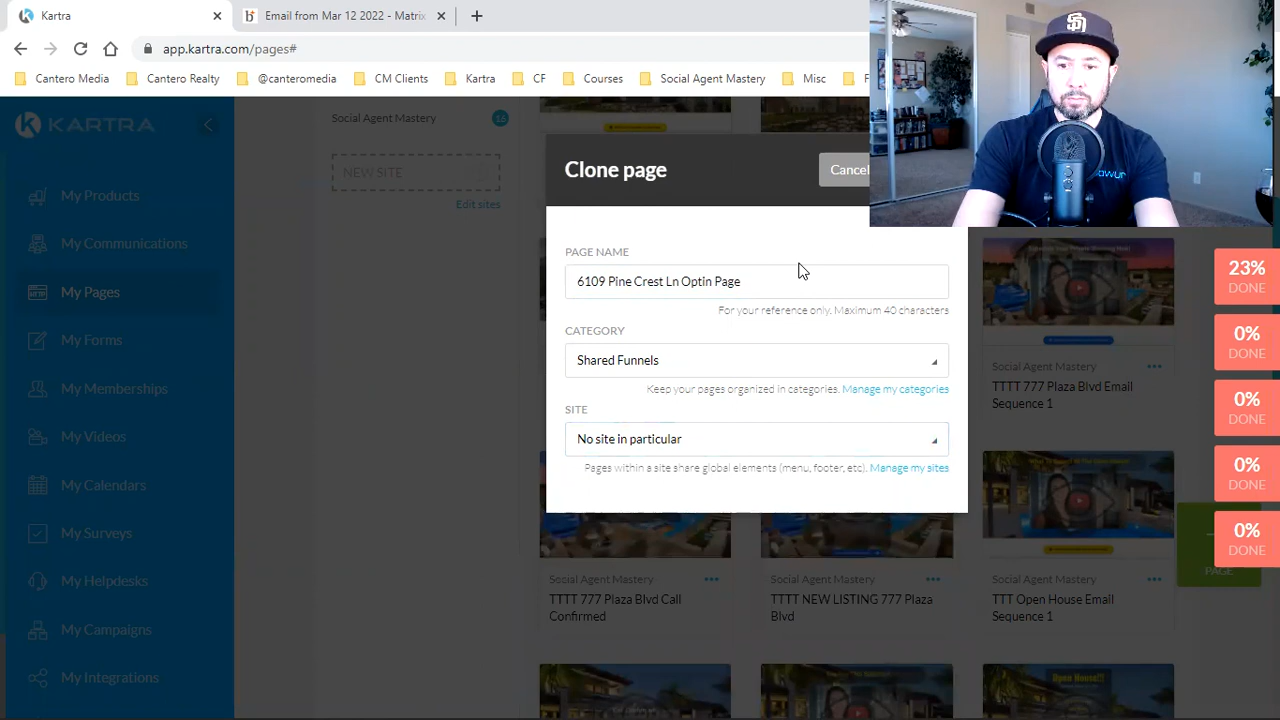 Kartra
Email from Mar 12 2022 - Matrix
app.kartra.com/pages#
Cantero Media
Cantero Realty
@canteromedia
CM Clients
Kartra
CF
Courses
Social Agent Mastery
Misc
KARTRA
My Products
My Communications
My Pages
My Forms
My Memberships
My Videos
My Calendars
My Surveys
My Helpdesks
My Campaigns
My Integrations
Social Agent Mastery
16
NEW SITE
Edit sites
Clone page
Cancel
PAGE NAME
6109 Pine Crest Ln Optin Page
For your reference only. Maximum 40 characters
CATEGORY
Shared Funnels
Keep your pages organized in categories. Manage my categories
SITE
No site in particular
Pages within a site share global elements (menu, footer, etc). Manage my sites
Social Agent Mastery
TTTT 777 Plaza Blvd Email
Sequence 1
Social Agent Mastery
TTTT 777 Plaza Blvd Call
Confirmed
Social Agent Mastery
TTTT NEW LISTING 777 Plaza
Blvd
Social Agent Mastery
TTT Open House Email
Sequence 1
PAGE
23%
DONE
0%
DONE
0%
DONE
0%
DONE
0%
DONE
SD
Open House!!!